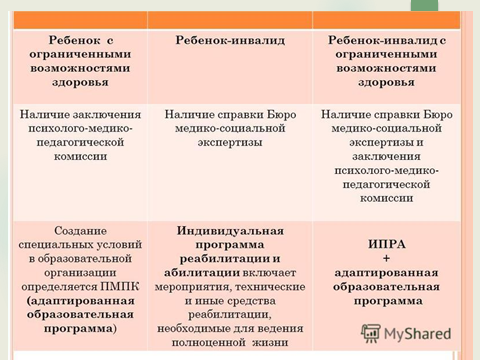 Ребенок с
ограниченными
возможностями
здоровья
Ребенок-инвалид
Ребенок-инвалид с
ограниченными
возможностями
здоровья
Наличие заключения
психолого-медико-
педагогической
комиссии
Наличие справки Бюро
медико-социальной
экспертизы
Наличие справки Бюро
медико-социальной
экспертизы и
заключения
психолого-медико-
педагогической
комиссии
Создание
специальных условий
в образовательной
организации
определяется ПМПК
(адаптированная
образовательная
программа)
Индивидуальная
программа
реабилитации и
абилитации включает
мероприятия, технические
и иные средства
реабилитации,
необходимые для ведения
полноценной жизни
ИПРА
+
адаптированная
образовательная
программа
MyShared